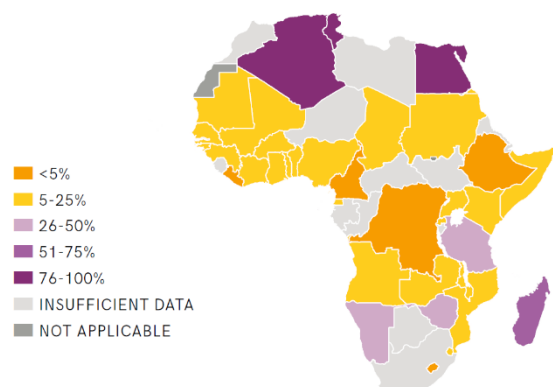 <5%
5-25%
26-50%
51-75%
76-100%
INSUFFICIENT DATA
NOT APPLICABLE